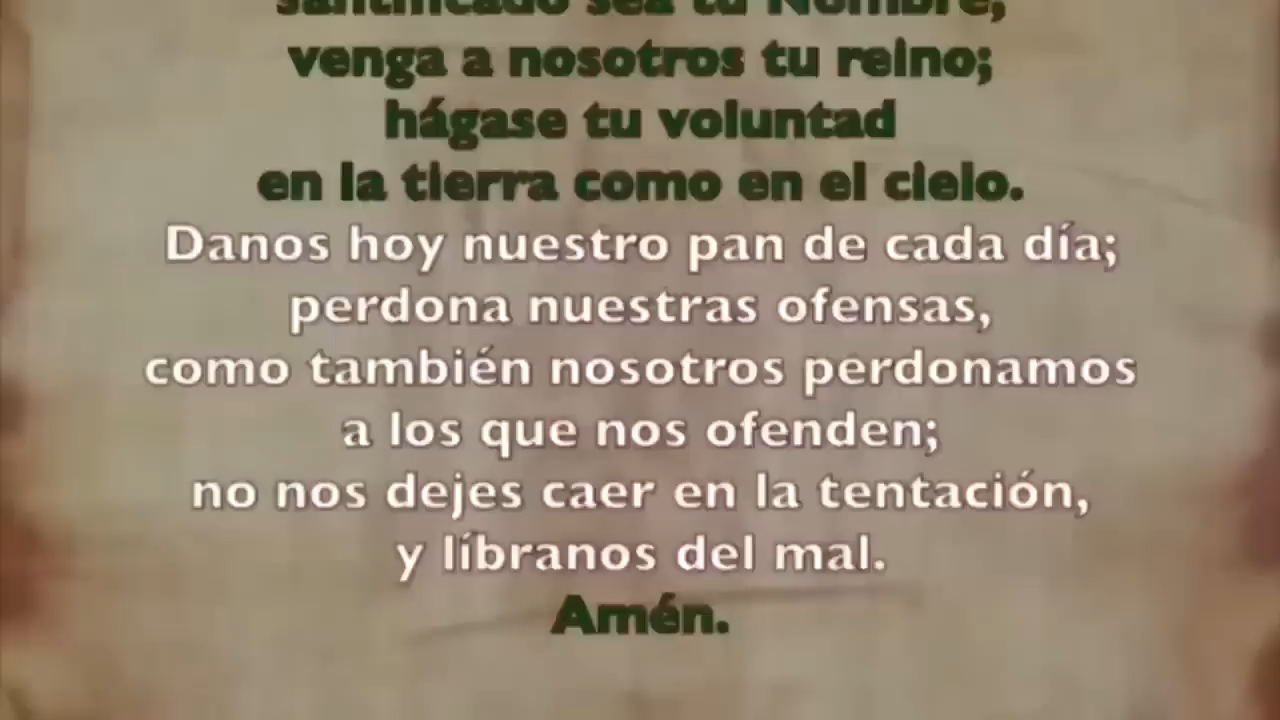 santificado sea tu Nombre,
venga a nosotros tu reino;
hágase tu voluntad
en la tierra como en el cielo.
Danos hoy nuestro pan de cada día;
perdona nuestras ofensas,
como también nosotros perdonamos
a los que nos ofenden;
no nos dejes caer en la tentación,
y líbranos del mal.
Amén.